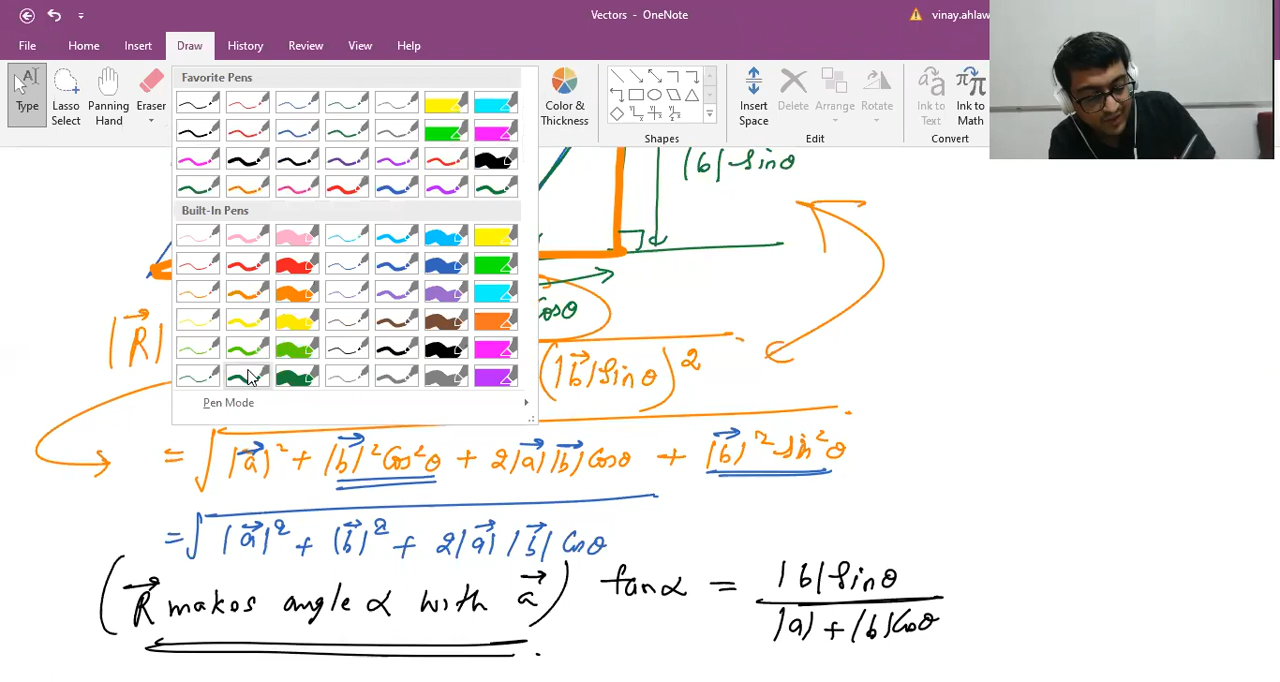 Vectors - OneNote
vinay.ahlaw
File Home Insert Draw History Review View Help
Type
Lasso Select
Panning Hand
Eraser
Favorite Pens
Built-In Pens
Pen Mode
Color & Thickness
Shapes
Insert Space
Delete
Arrange
Rotate
Edit
Ink to Text
Ink to Math
Convert
|b| sinθ
cosθ
|R⃗|
(|b⃗| sinθ)²
= √(|a⃗|² + |b⃗|² cos²θ + 2|a⃗||b⃗| cosθ + |b⃗|² sin²θ)
= √(|a⃗|² + |b⃗|² + 2|a⃗||b⃗| cosθ)
(R⃗ makes angle α with a⃗) tanα = |b| sinθ / |a| + |b| cosθ